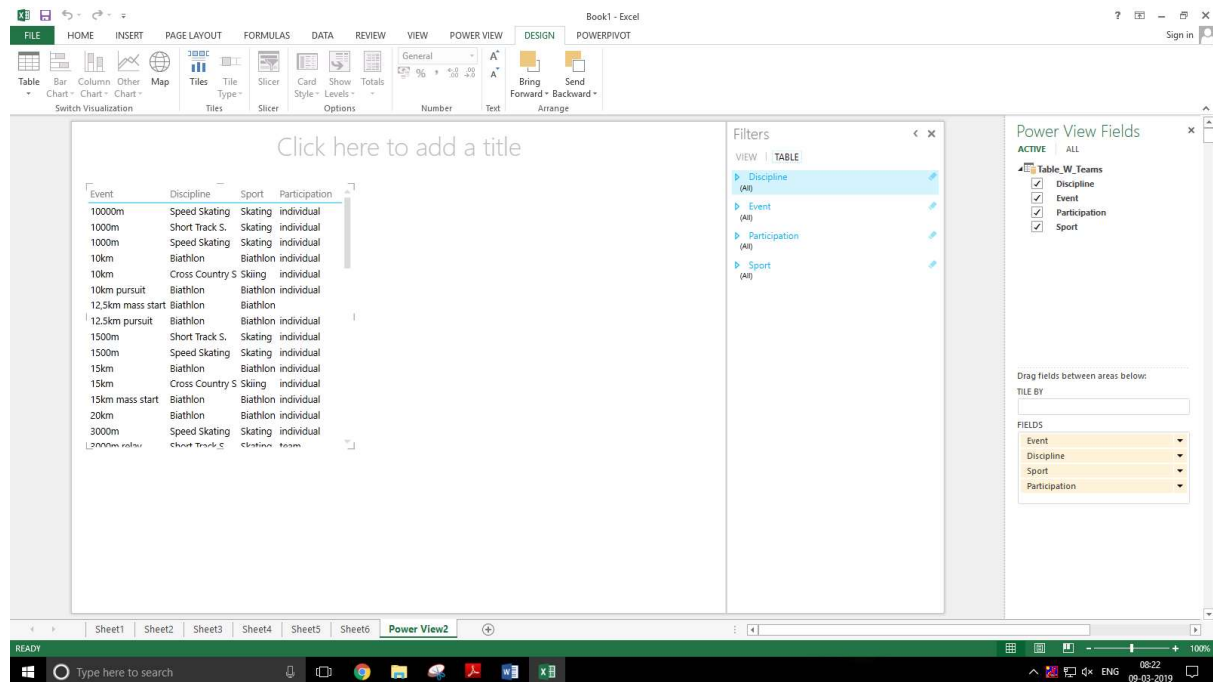 Book1 - Excel
FILE HOME INSERT PAGE LAYOUT FORMULAS DATA REVIEW VIEW POWER VIEW DESIGN POWERPIVOT Sign in
Table Bar Chart Column Chart Other Chart Map
Switch Visualization
Tiles Tile Type
Tiles
Slicer
Slicer
Card Style Show Levels Totals
Options
General
% , .00 .00
Number
A A
Text
Bring Forward Send Backward
Arrange
Click here to add a title
Event Discipline Sport Participation
10000m Speed Skating Skating individual
1000m Short Track S. Skating individual
1000m Speed Skating Skating individual
10km Biathlon Biathlon individual
10km Cross Country S Skiing individual
10km pursuit Biathlon Biathlon individual
12,5km mass start Biathlon Biathlon
12.5km pursuit Biathlon Biathlon individual
1500m Short Track S. Skating individual
1500m Speed Skating Skating individual
15km Biathlon Biathlon individual
15km Cross Country S Skiing individual
15km mass start Biathlon Biathlon individual
20km Biathlon Biathlon individual
3000m Speed Skating Skating individual
3000m relay Short Track S Skating team
Filters
VIEW TABLE
Discipline
(All)
Event
(All)
Participation
(All)
Sport
(All)
Power View Fields
ACTIVE ALL
Table_W_Teams
Discipline
Event
Participation
Sport
Drag fields between areas below:
TILE BY
FIELDS
Event
Discipline
Sport
Participation
Sheet1 Sheet2 Sheet3 Sheet4 Sheet5 Sheet6 Power View2
READY 100%
Type here to search
ENG
08:22
09-03-2019